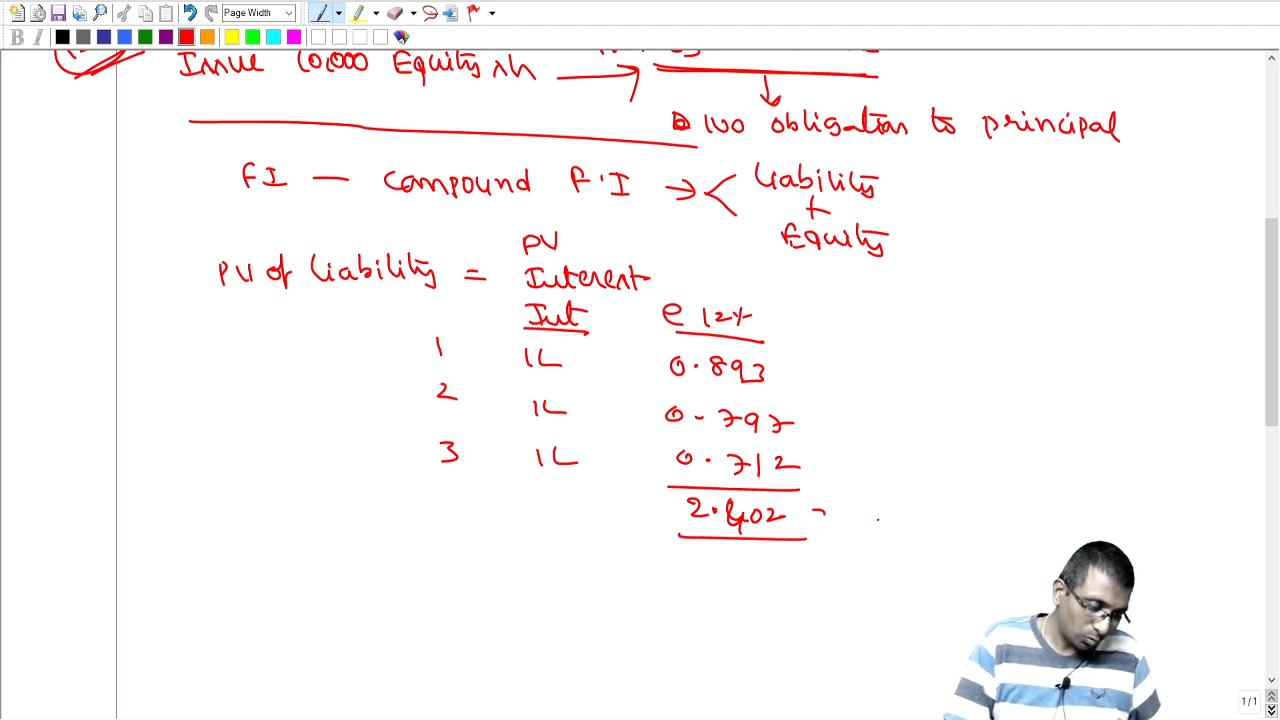 Page Width
B I
Issue 10,000 Equity sh
no obligation to principal
FI — Compound F.I → < Liability
+
Equity
PV
PV of Liability = Interest
Int @ 12%
1 1L 0.893
2 1L 0.797
3 1L 0.712
2.402
1/1